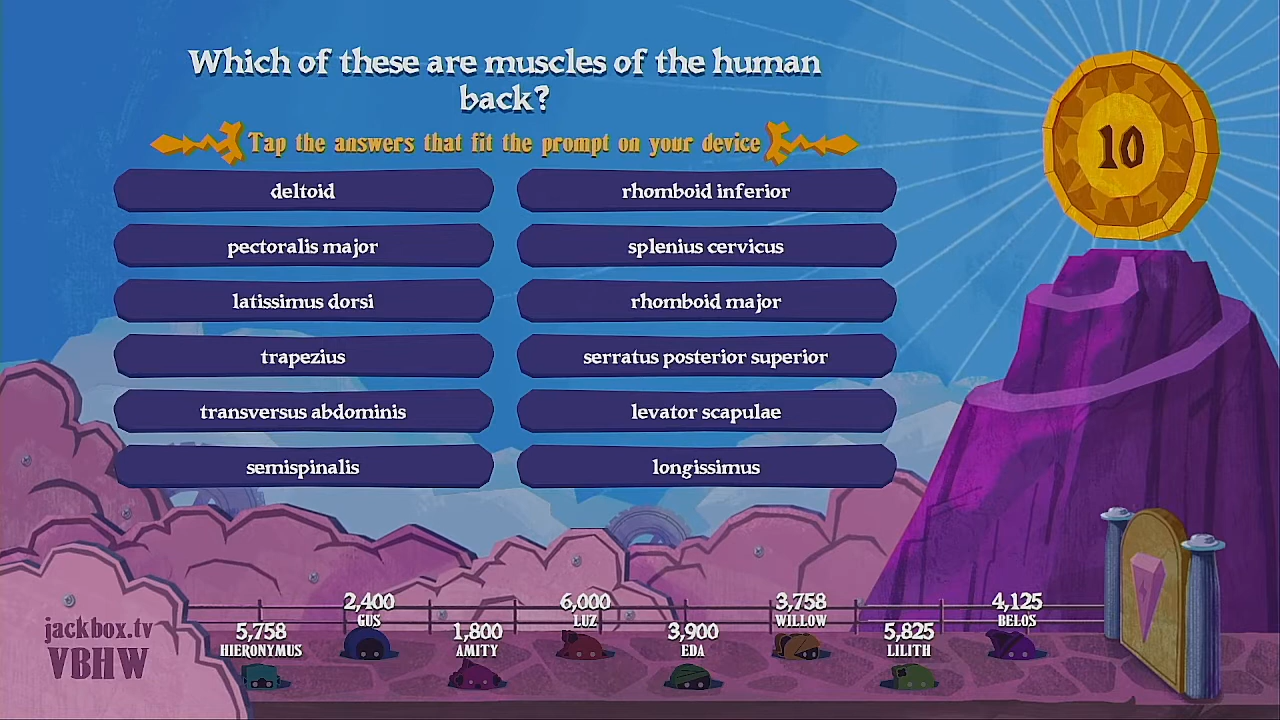 Which of these are muscles of the human
back?
Tap the answers that fit the prompt on your device
10
deltoid
rhomboid inferior
pectoralis major
splenius cervicus
latissimus dorsi
rhomboid major
trapezius
serratus posterior superior
transversus abdominis
levator scapulae
semispinalis
longissimus
jackbox.tv
VBHW
5,758
HIERONYMUS
2,400
GUS
1,800
AMITY
6,000
LUZ
3,900
EDA
3,758
WILLOW
5,825
LILITH
4,125
BELOS